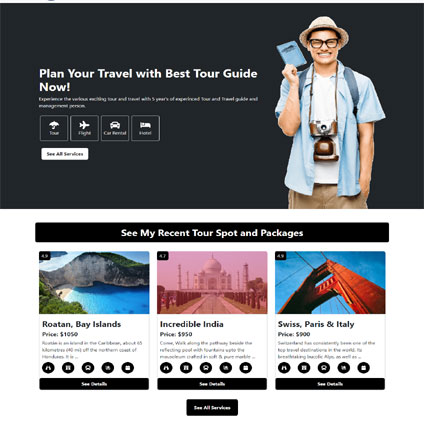 Plan Your Travel with Best Tour Guide
Now!
Experience the various exciting tour and travel with 5 year's of experinced Tour and Travel guide and
management person.
Tour
Flight
Car Rental
Hotel
See All Services
See My Recent Tour Spot and Packages
4.9
Roatan, Bay Islands
Price: $1050
Roatán is an island in the Caribbean, about 65
kilometres (40 mi) off the northern coast of
Honduras. It is ...
See Details
4.7
Incredible India
Price: $950
Come, Walk along the pathway beside the
reflecting pool with fountains upto the
mausoleum crafted in soft & pure marble ...
See Details
4.9
Swiss, Paris & Italy
Price: $900
Switzerland has consistently been one of the
top travel destinations in the world, to
breathtaking bucolic Alps, as well as ...
See Details
See All Services